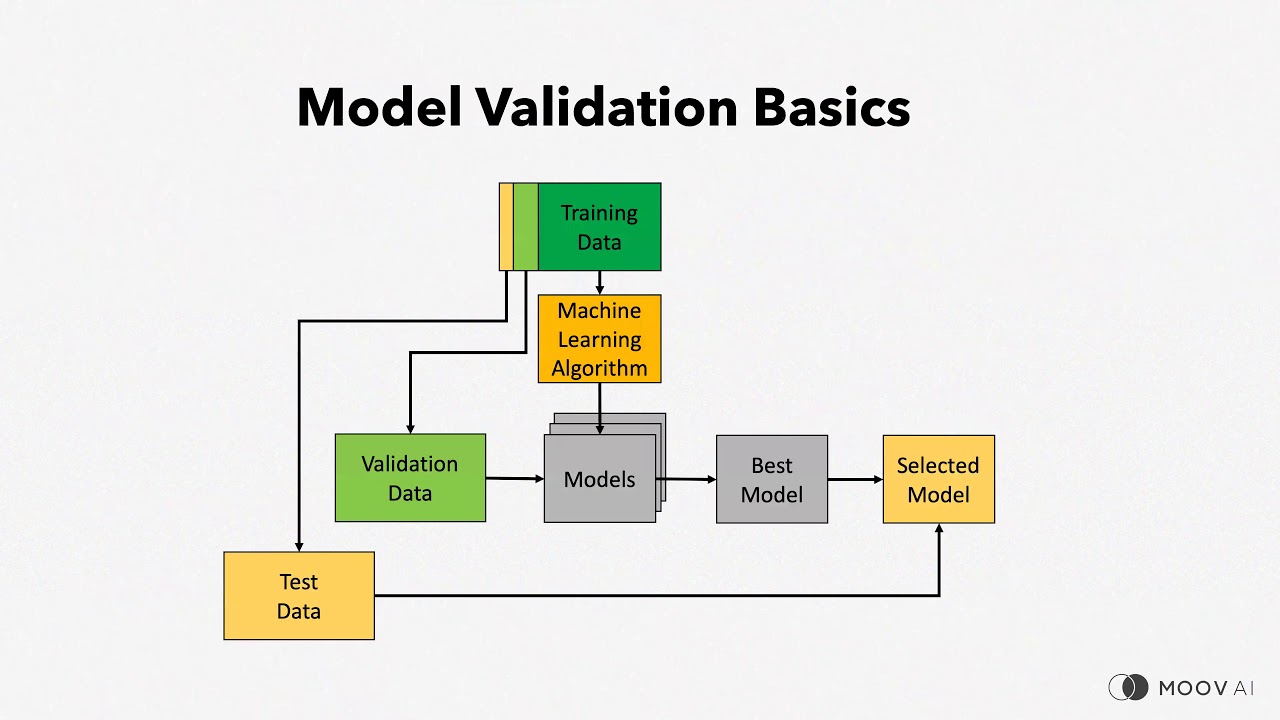 Model Validation Basics
Training
Data
Machine
Learning
Algorithm
Validation
Data
Models
Best
Model
Selected
Model
Test
Data
MOOV AI